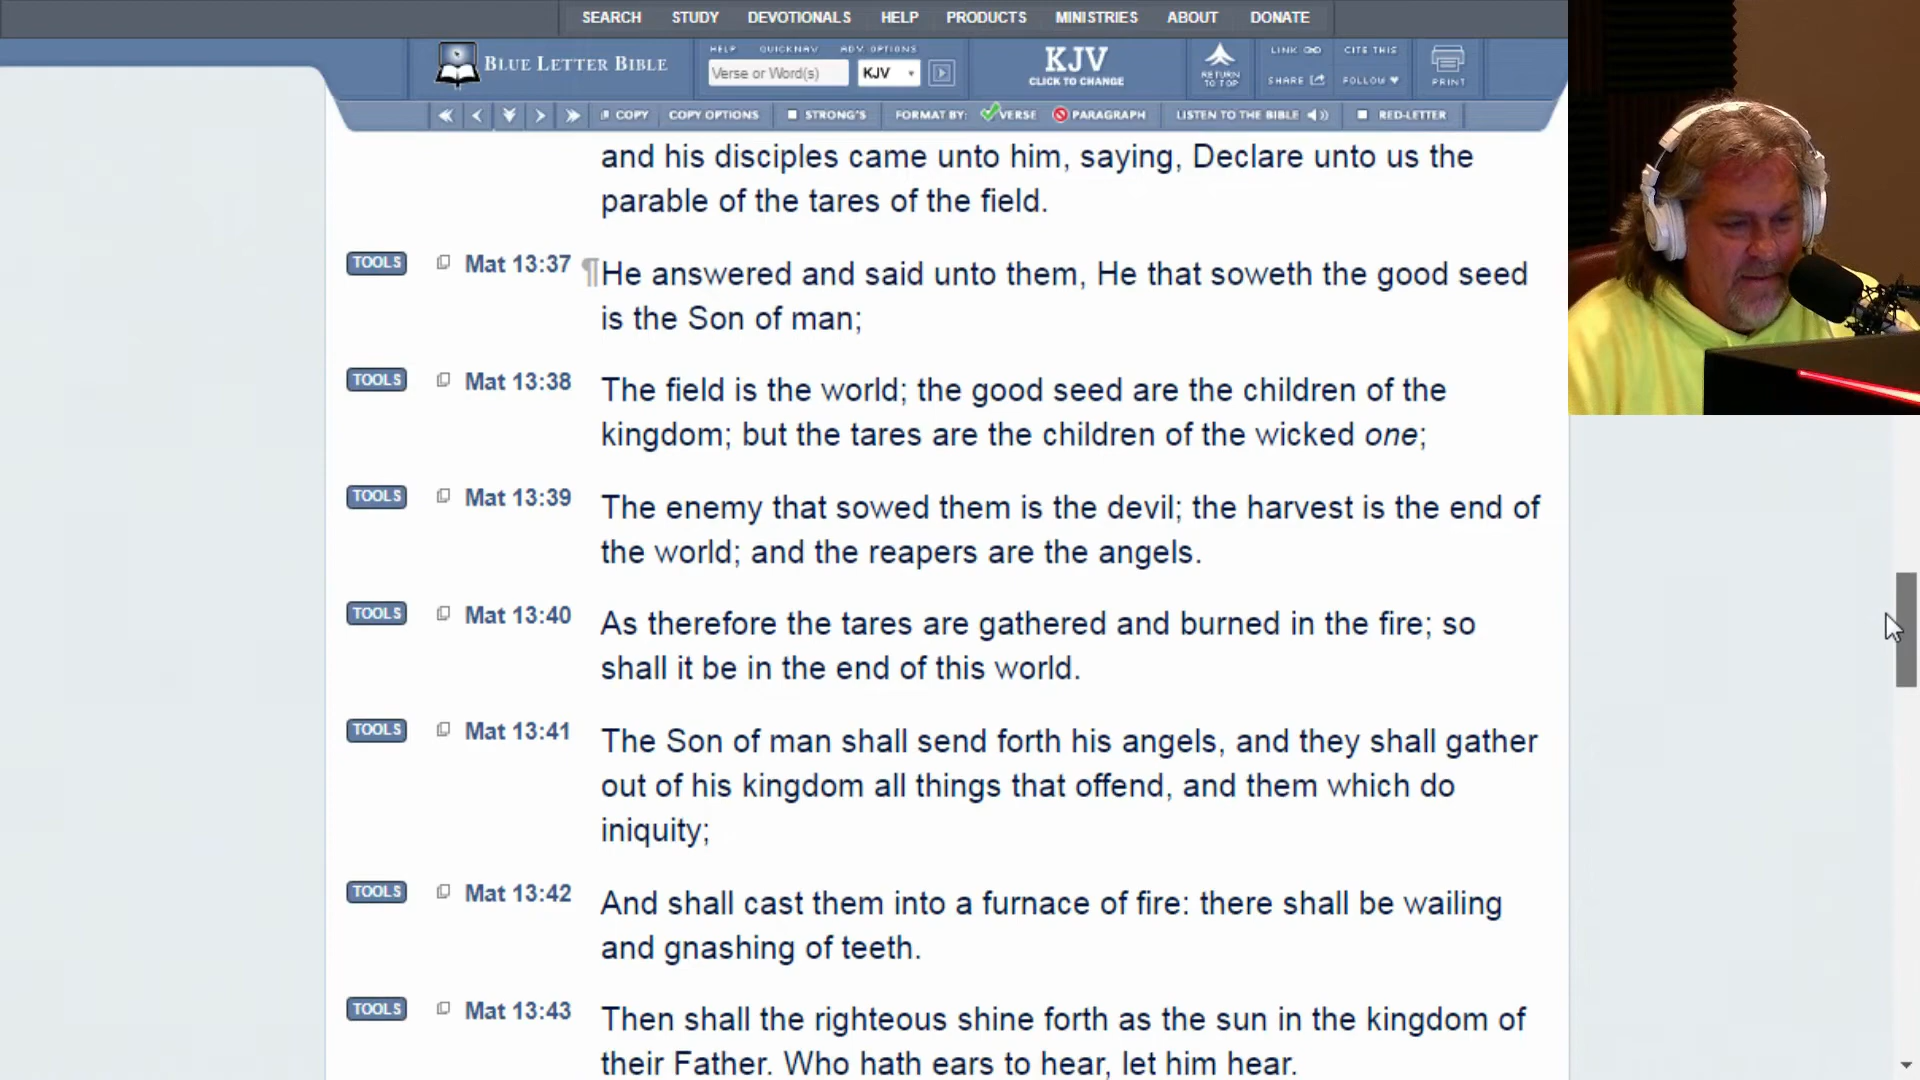 SEARCH STUDY DEVOTIONALS HELP PRODUCTS MINISTRIES ABOUT DONATE
BLUE LETTER BIBLE
HELP QUICKNAV ADV. OPTIONS
Verse or Word(s) KJV
KJV
CLICK TO CHANGE
RETURN
TO TOP
LINK CITE THIS
SHARE FOLLOW
PRINT
COPY COPY OPTIONS STRONG'S FORMAT BY: VERSE PARAGRAPH LISTEN TO THE BIBLE RED-LETTER
and his disciples came unto him, saying, Declare unto us the
parable of the tares of the field.
TOOLS Mat 13:37 ¶He answered and said unto them, He that soweth the good seed
is the Son of man;
TOOLS Mat 13:38 The field is the world; the good seed are the children of the
kingdom; but the tares are the children of the wicked one;
TOOLS Mat 13:39 The enemy that sowed them is the devil; the harvest is the end of
the world; and the reapers are the angels.
TOOLS Mat 13:40 As therefore the tares are gathered and burned in the fire; so
shall it be in the end of this world.
TOOLS Mat 13:41 The Son of man shall send forth his angels, and they shall gather
out of his kingdom all things that offend, and them which do
iniquity;
TOOLS Mat 13:42 And shall cast them into a furnace of fire: there shall be wailing
and gnashing of teeth.
TOOLS Mat 13:43 Then shall the righteous shine forth as the sun in the kingdom of
their Father. Who hath ears to hear, let him hear.